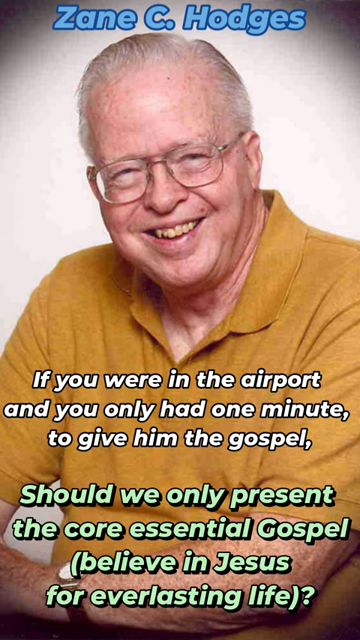 Zane C. Hodges
If you were in the airport
and you only had one minute,
to give him the gospel,
Should we only present
the core essential Gospel
(believe in Jesus
for everlasting life)?